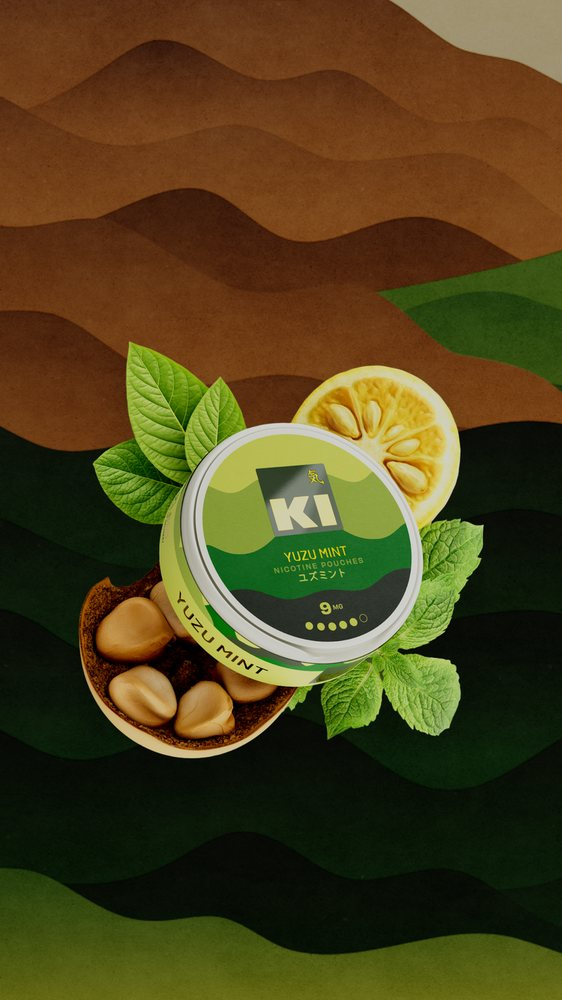 気
KI
YUZU MINT
NICOTINE POUCHES
ユズミント
9 MG
YUZU MINT